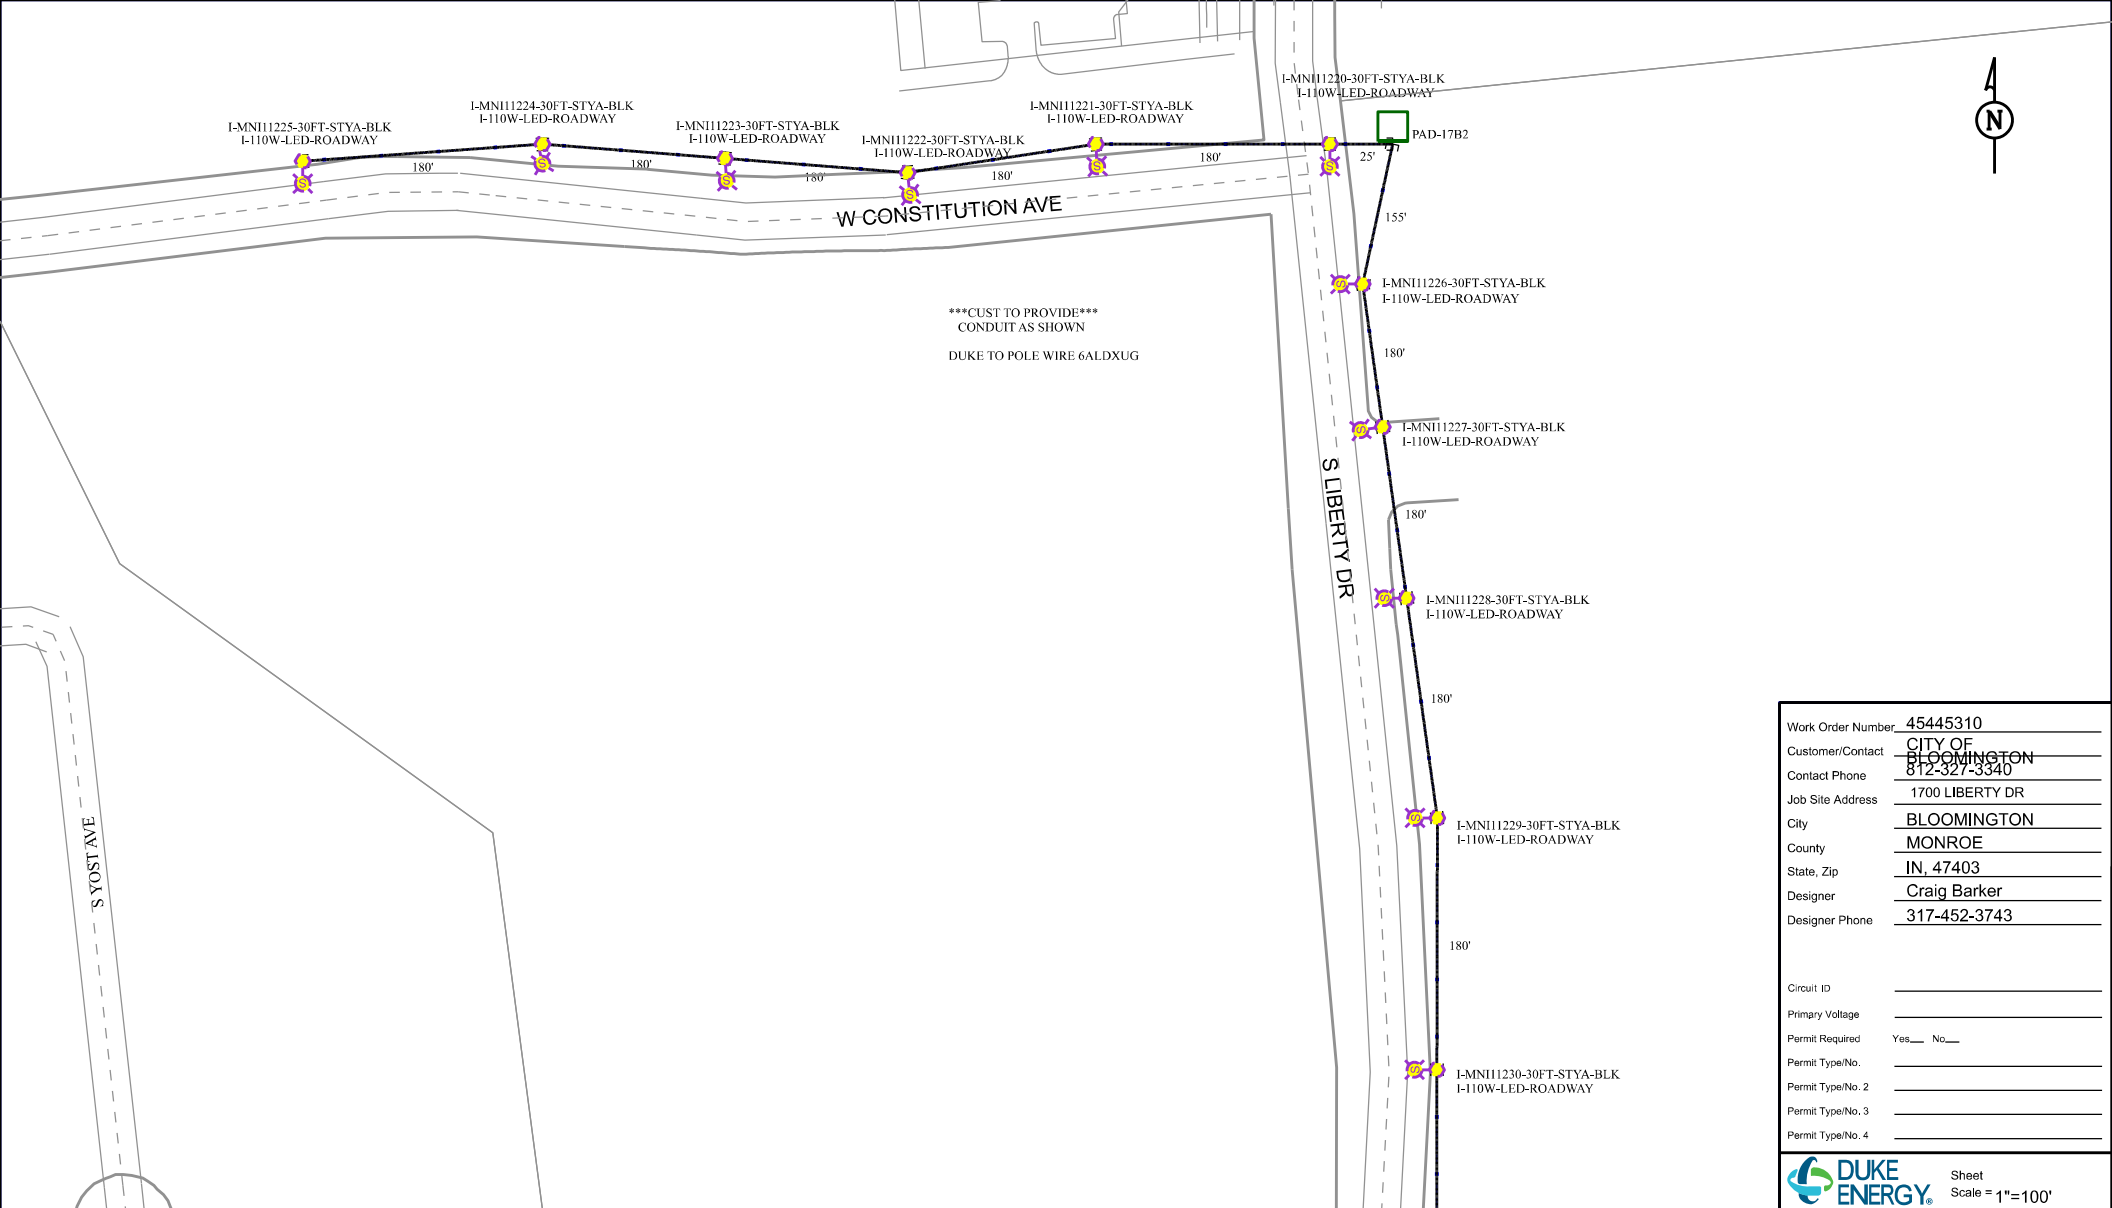 I-MNI11220-30FT-STYA-BLK
I-110W-LED-ROADWAY
I-MNI11224-30FT-STYA-BLK
I-110W-LED-ROADWAY
I-MNI11221-30FT-STYA-BLK
I-110W-LED-ROADWAY
I-MNI11225-30FT-STYA-BLK
I-110W-LED-ROADWAY
I-MNI11223-30FT-STYA-BLK
I-110W-LED-ROADWAY
I-MNI11222-30FT-STYA-BLK
I-110W-LED-ROADWAY
N
PAD-17B2
180'
180'
180'
180'
180'
25'
S
S
S
S
S
S
W CONSTITUTION AVE
155'
S
I-MNI11226-30FT-STYA-BLK
I-110W-LED-ROADWAY
***CUST TO PROVIDE***
CONDUIT AS SHOWN
DUKE TO POLE WIRE 6ALDXUG
180'
S
I-MNI11227-30FT-STYA-BLK
I-110W-LED-ROADWAY
S LIBERTY DR
180'
S
I-MNI11228-30FT-STYA-BLK
I-110W-LED-ROADWAY
180'
S
I-MNI11229-30FT-STYA-BLK
I-110W-LED-ROADWAY
S YOST AVE
180'
S
I-MNI11230-30FT-STYA-BLK
I-110W-LED-ROADWAY
Work Order Number 45445310
Customer/Contact CITY OF
BLOOMINGTON
Contact Phone 812-327-3340
Job Site Address 1700 LIBERTY DR
City BLOOMINGTON
County MONROE
State, Zip IN, 47403
Designer Craig Barker
Designer Phone 317-452-3743
Circuit ID
Primary Voltage
Permit Required Yes__ No__
Permit Type/No.
Permit Type/No. 2
Permit Type/No. 3
Permit Type/No. 4
DUKE
ENERGY®
Sheet
Scale = 1"=100'